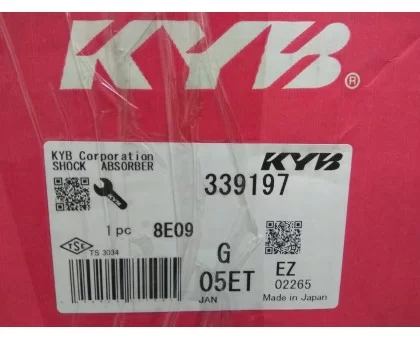 KYB®
KYB Corporation
SHOCK ABSORBER
KYB
339197
1 pc 8E09
TSE
TS 3034
G
05ET
JAN
EZ
02265
Made in Japan